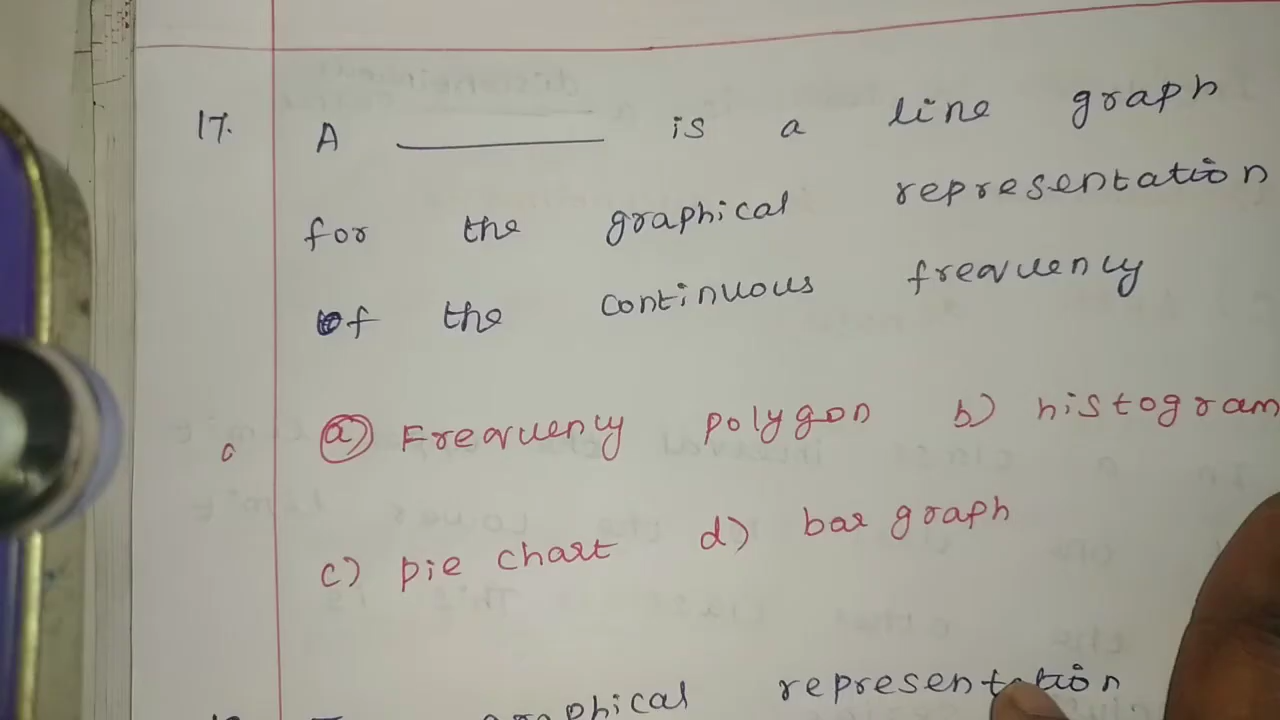 17. A ________ is a line graph
for the graphical representation
of the continuous frequency
a) Frequency polygon b) histogram
c) pie chart d) bar graph
representation